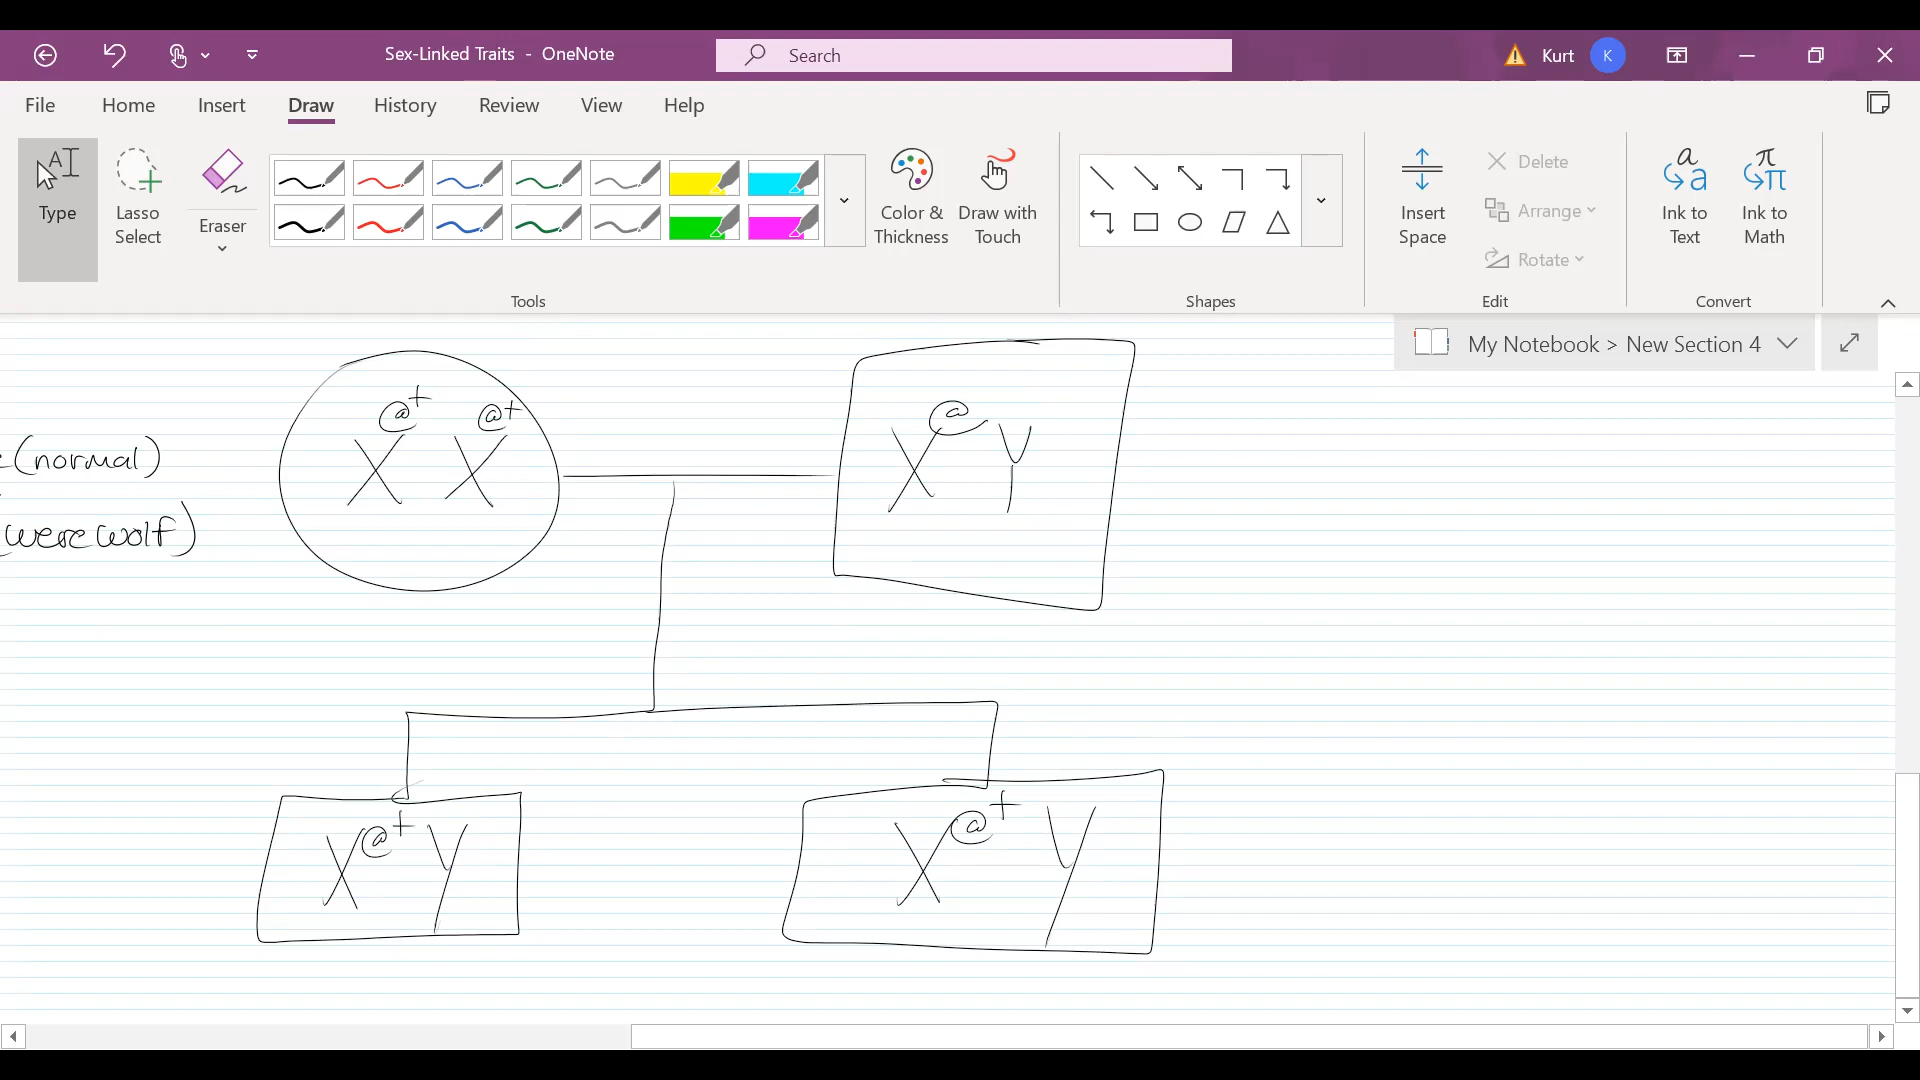 Sex-Linked Traits - OneNote
Search
Kurt
K
File Home Insert Draw History Review View Help
Type
Lasso Select
Eraser
Color & Thickness
Draw with Touch
Insert Space
Delete
Arrange
Rotate
a
a
Ink to Text
π
π
Ink to Math
Tools
Shapes
Edit
Convert
My Notebook > New Section 4
X@+ X@+
X@ Y
(normal)
(werewolf)
X@+ Y
X@+ Y